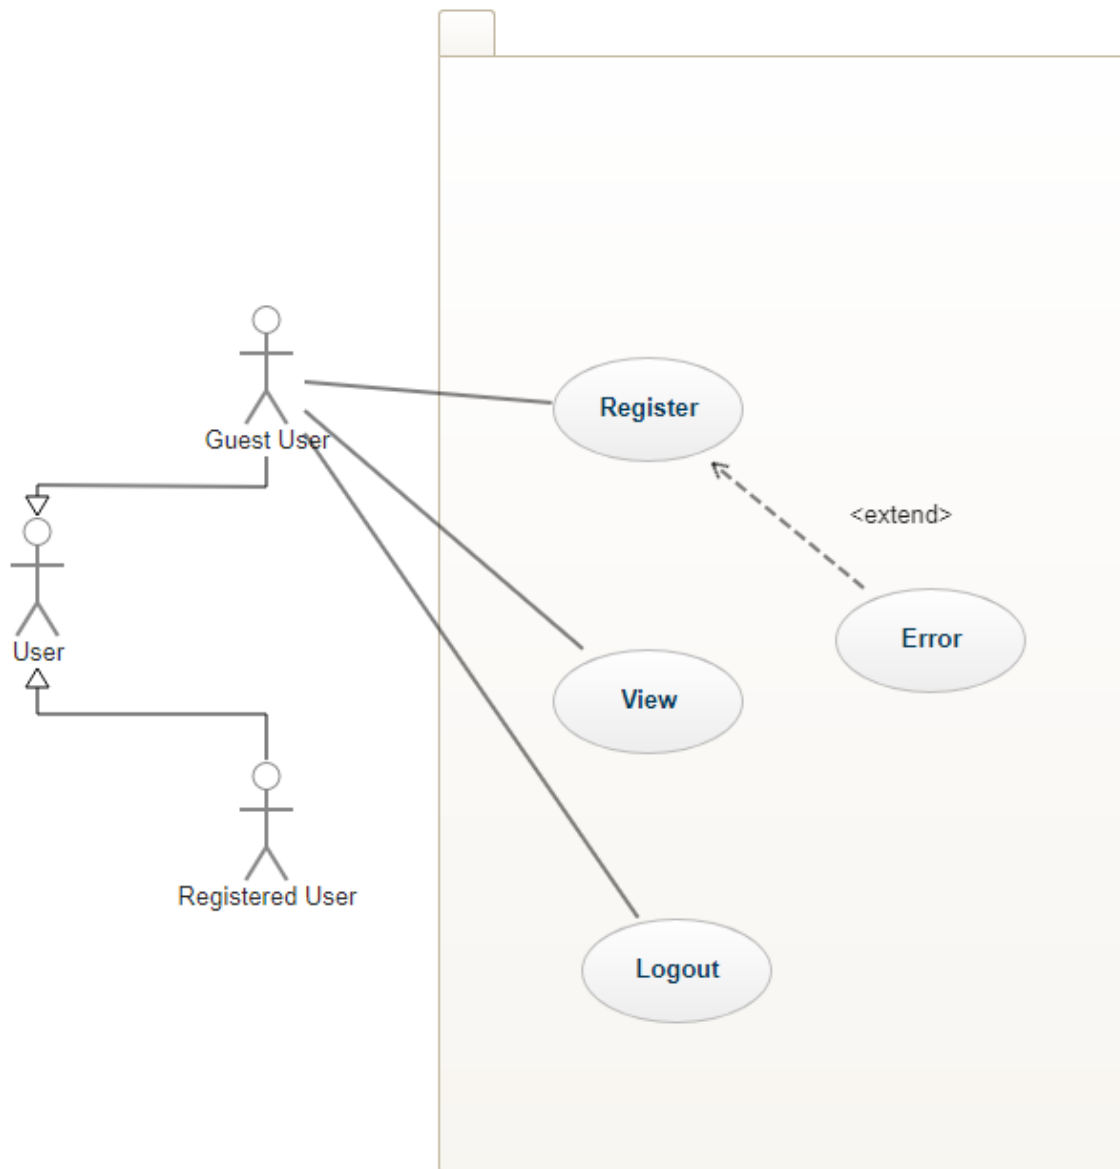 Register
Guest User
<extend>
Error
User
View
Registered User
Logout